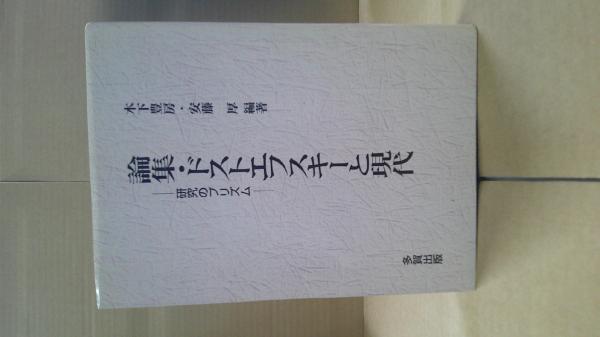 木下豊房・安藤 厚 編著
論集・ドストエフスキーと現代
―研究のプリズム―
多賀出版